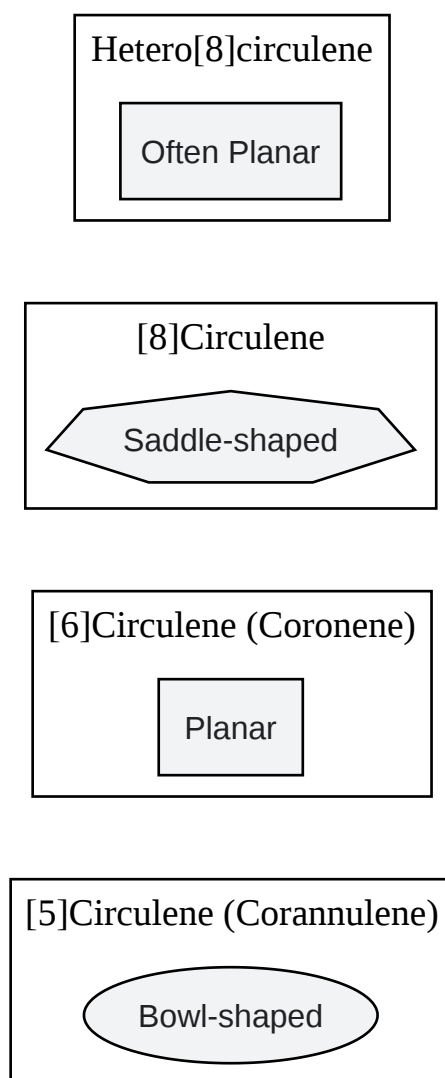 Hetero[8]circulene
Often Planar
[8]Circulene
Saddle-shaped
[6]Circulene (Coronene)
Planar
[5]Circulene (Corannulene)
Bowl-shaped